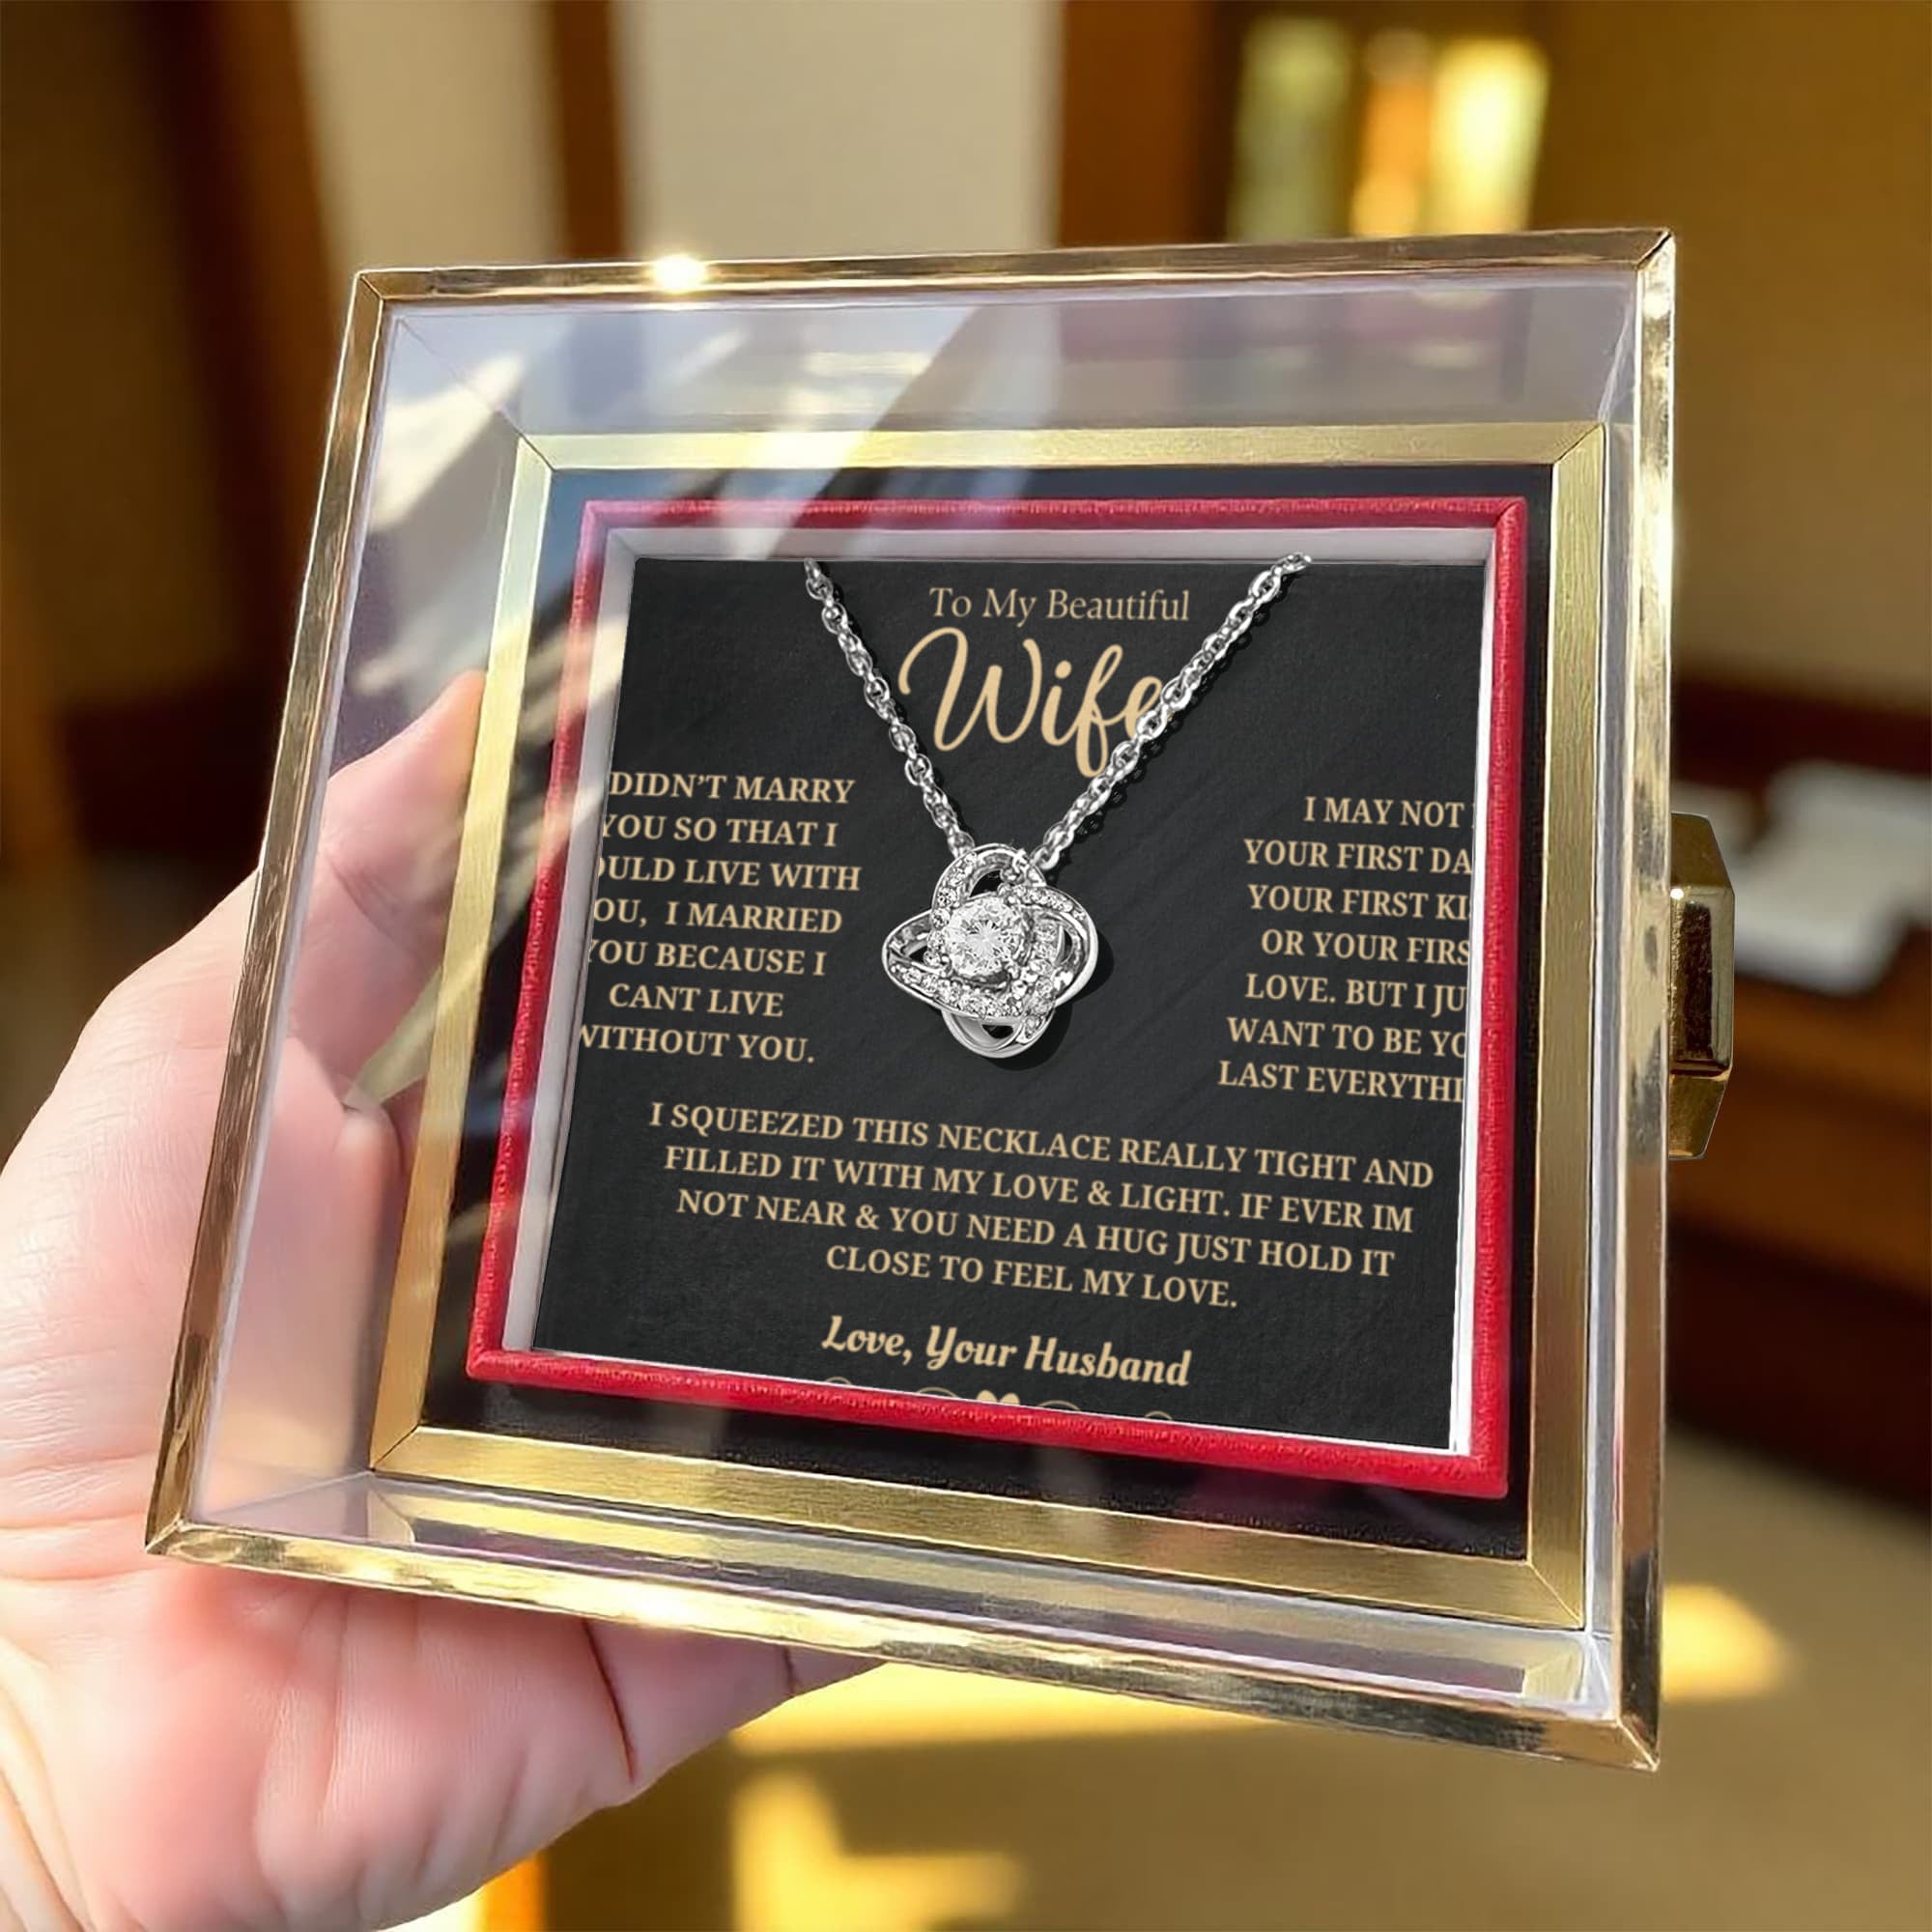 To My Beautiful
Wife
DIDN'T MARRY
YOU SO THAT I
OULD LIVE WITH
OU, I MARRIED
YOU BECAUSE I
CANT LIVE
WITHOUT YOU.
I MAY NOT
YOUR FIRST DA
YOUR FIRST KI
OR YOUR FIRS
LOVE. BUT I JU
WANT TO BE YO
LAST EVERYTHI
I SQUEEZED THIS NECKLACE REALLY TIGHT AND
FILLED IT WITH MY LOVE & LIGHT. IF EVER IM
NOT NEAR & YOU NEED A HUG JUST HOLD IT
CLOSE TO FEEL MY LOVE.
Love, Your Husband